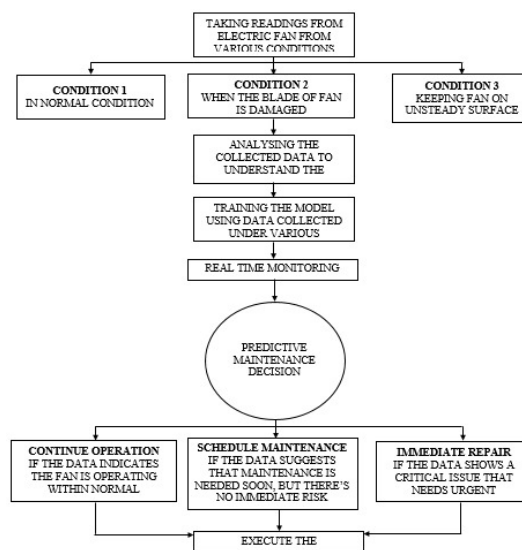 TAKING READINGS FROM
ELECTRIC FAN FROM
VARIOUS CONDITIONS
CONDITION 1
IN NORMAL CONDITION
CONDITION 2
WHEN THE BLADE OF FAN
IS DAMAGED
CONDITION 3
KEEPING FAN ON
UNSTEADY SURFACE
ANALYSING THE
COLLECTED DATA TO
UNDERSTAND THE
TRAINING THE MODEL
USING DATA COLLECTED
UNDER VARIOUS
REAL TIME MONITORING
PREDICTIVE
MAINTENANCE
DECISION
CONTINUE OPERATION
IF THE DATA INDICATES
THE FAN IS OPERATING
WITHIN NORMAL
SCHEDULE MAINTENANCE
IF THE DATA SUGGESTS
THAT MAINTENANCE IS
NEEDED SOON, BUT THERE'S
NO IMMEDIATE RISK
IMMEDIATE REPAIR
IF THE DATA SHOWS A
CRITICAL ISSUE THAT
NEEDS URGENT
EXECUTE THE